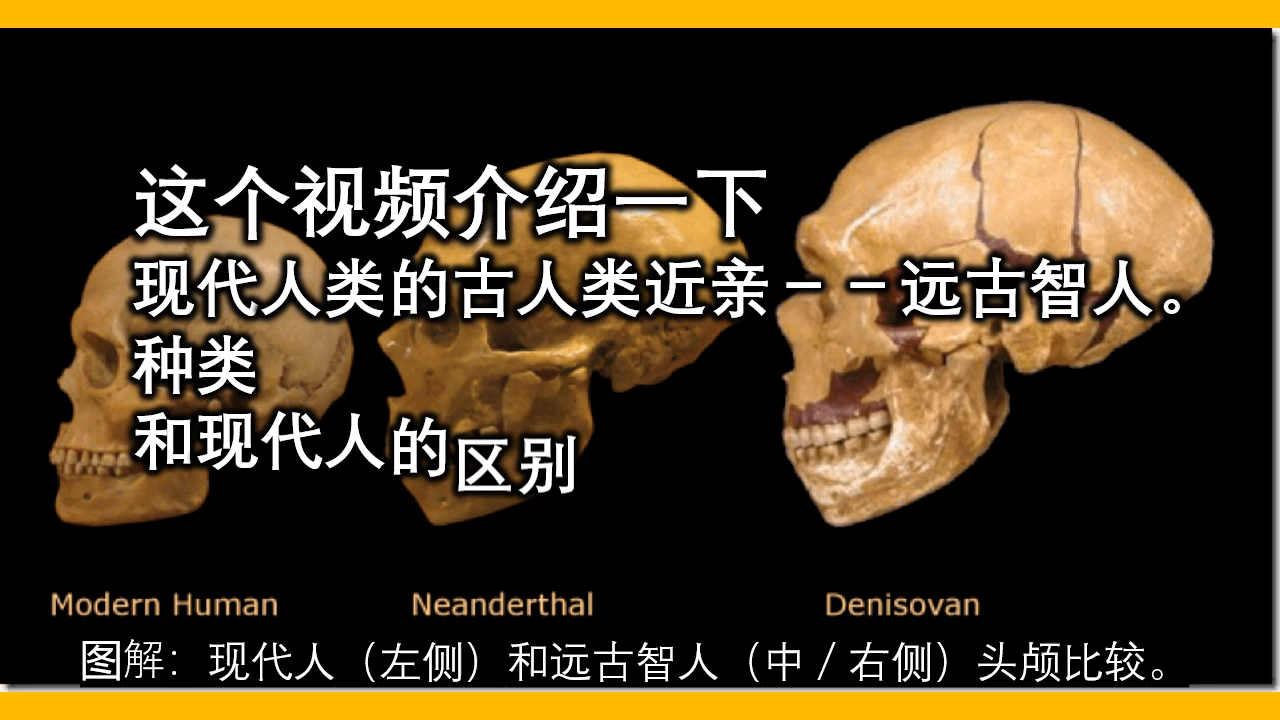 这个视频介绍一下
现代人类的古人类近亲－－远古智人。
种类
和现代人的区别
Modern Human
Neanderthal
Denisovan
图解：现代人（左侧）和远古智人（中／右侧）头颅比较。